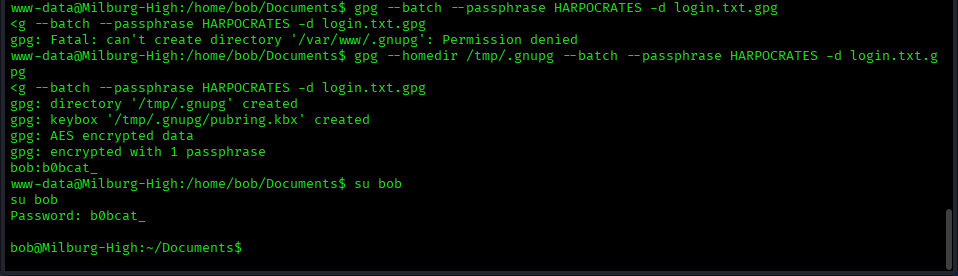 www-data@Milburg-High:/home/bob/Documents$ gpg --batch --passphrase HARPOCRATES -d login.txt.gpg
<g --batch --passphrase HARPOCRATES -d login.txt.gpg
gpg: Fatal: can't create directory '/var/www/.gnupg': Permission denied
www-data@Milburg-High:/home/bob/Documents$ gpg --homedir /tmp/.gnupg --batch --passphrase HARPOCRATES -d login.txt.g
pg
<g --batch --passphrase HARPOCRATES -d login.txt.gpg
gpg: directory '/tmp/.gnupg' created
gpg: keybox '/tmp/.gnupg/pubring.kbx' created
gpg: AES encrypted data
gpg: encrypted with 1 passphrase
bob:b0bcat_
www-data@Milburg-High:/home/bob/Documents$ su bob
su bob
Password: b0bcat_
bob@Milburg-High:~/Documents$